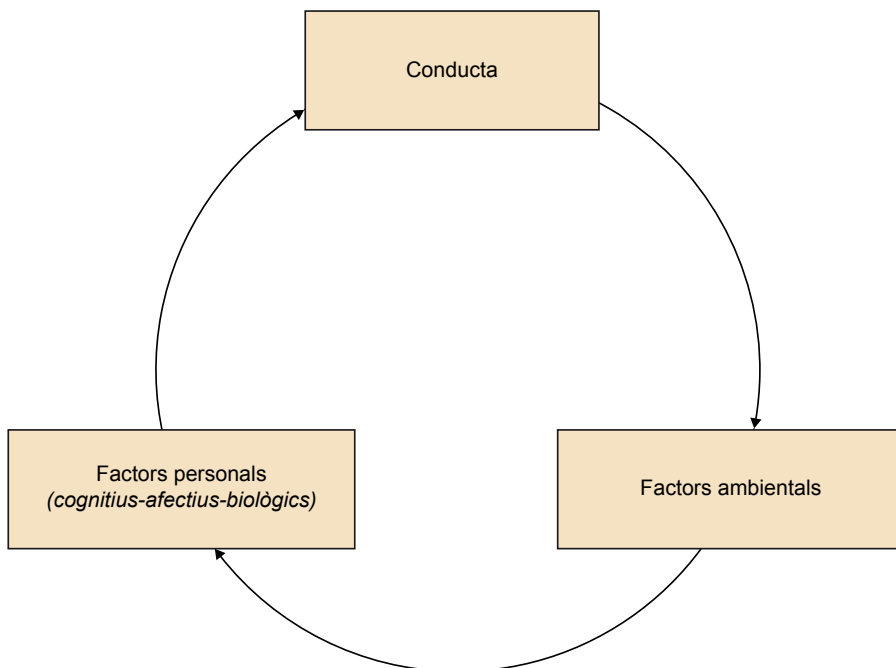 Conducta
Factors personals
(cognitius-afectius-biològics)
Factors ambientals